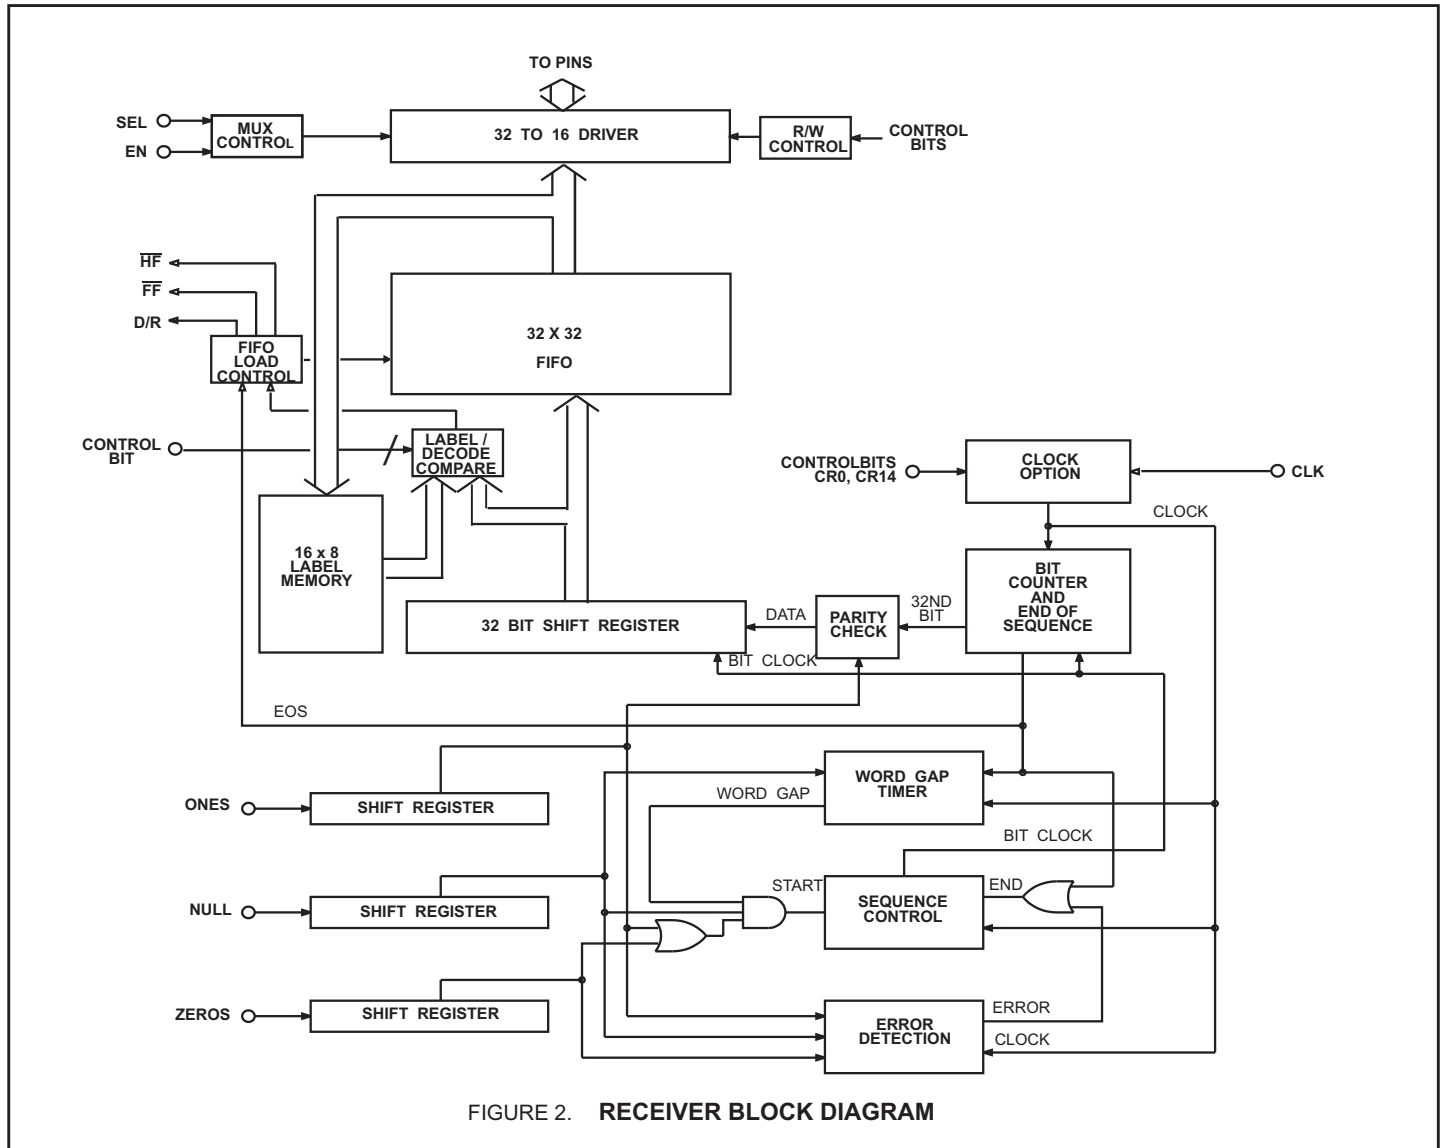 TO PINS
SEL
EN
MUX
CONTROL
32 TO 16 DRIVER
R/W
CONTROL
CONTROL
BITS
HF
FF
D/R
FIFO
LOAD
CONTROL
32 X 32
FIFO
CONTROL
BIT
LABEL /
DECODE
COMPARE
CONTROLBITS
CR0, CR14
CLOCK
OPTION
CLK
CLOCK
16 x 8
LABEL
MEMORY
BIT
COUNTER
AND
END OF
SEQUENCE
32ND
BIT
PARITY
CHECK
DATA
32 BIT SHIFT REGISTER
BIT CLOCK
EOS
WORD GAP
TIMER
WORD GAP
ONES
SHIFT REGISTER
BIT CLOCK
START
SEQUENCE
CONTROL
END
NULL
SHIFT REGISTER
ZEROS
SHIFT REGISTER
ERROR
DETECTION
ERROR
CLOCK
FIGURE 2. RECEIVER BLOCK DIAGRAM